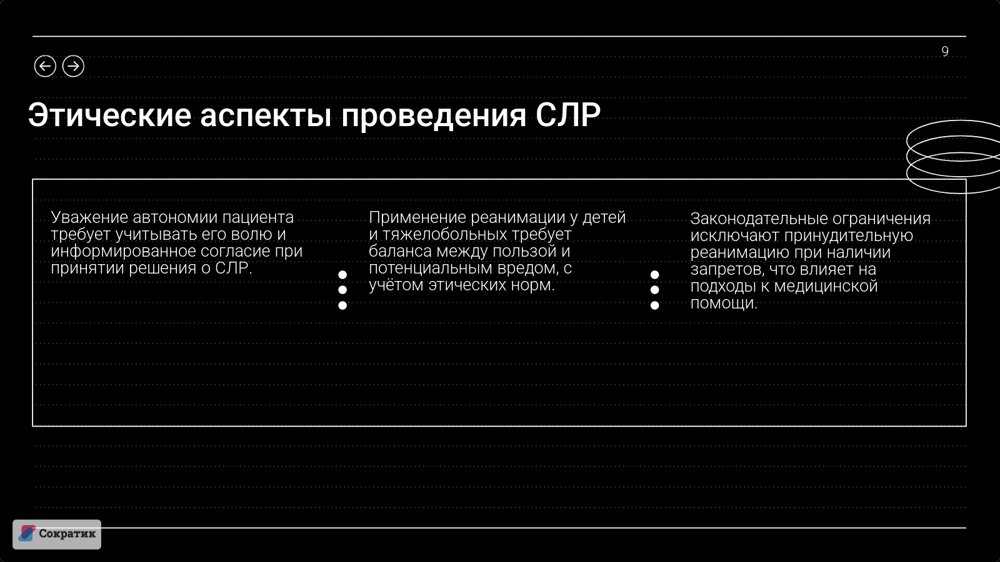 9
Этические аспекты проведения СЛР
Уважение автономии пациента
требует учитывать его волю и
информированное согласие при
принятии решения о СЛР.
Применение реанимации у детей
и тяжелобольных требует
баланса между пользой и
потенциальным вредом, с
учётом этических норм.
Законодательные ограничения
исключают принудительную
реанимацию при наличии
запретов, что влияет на
подходы к медицинской
помощи.
Сократик